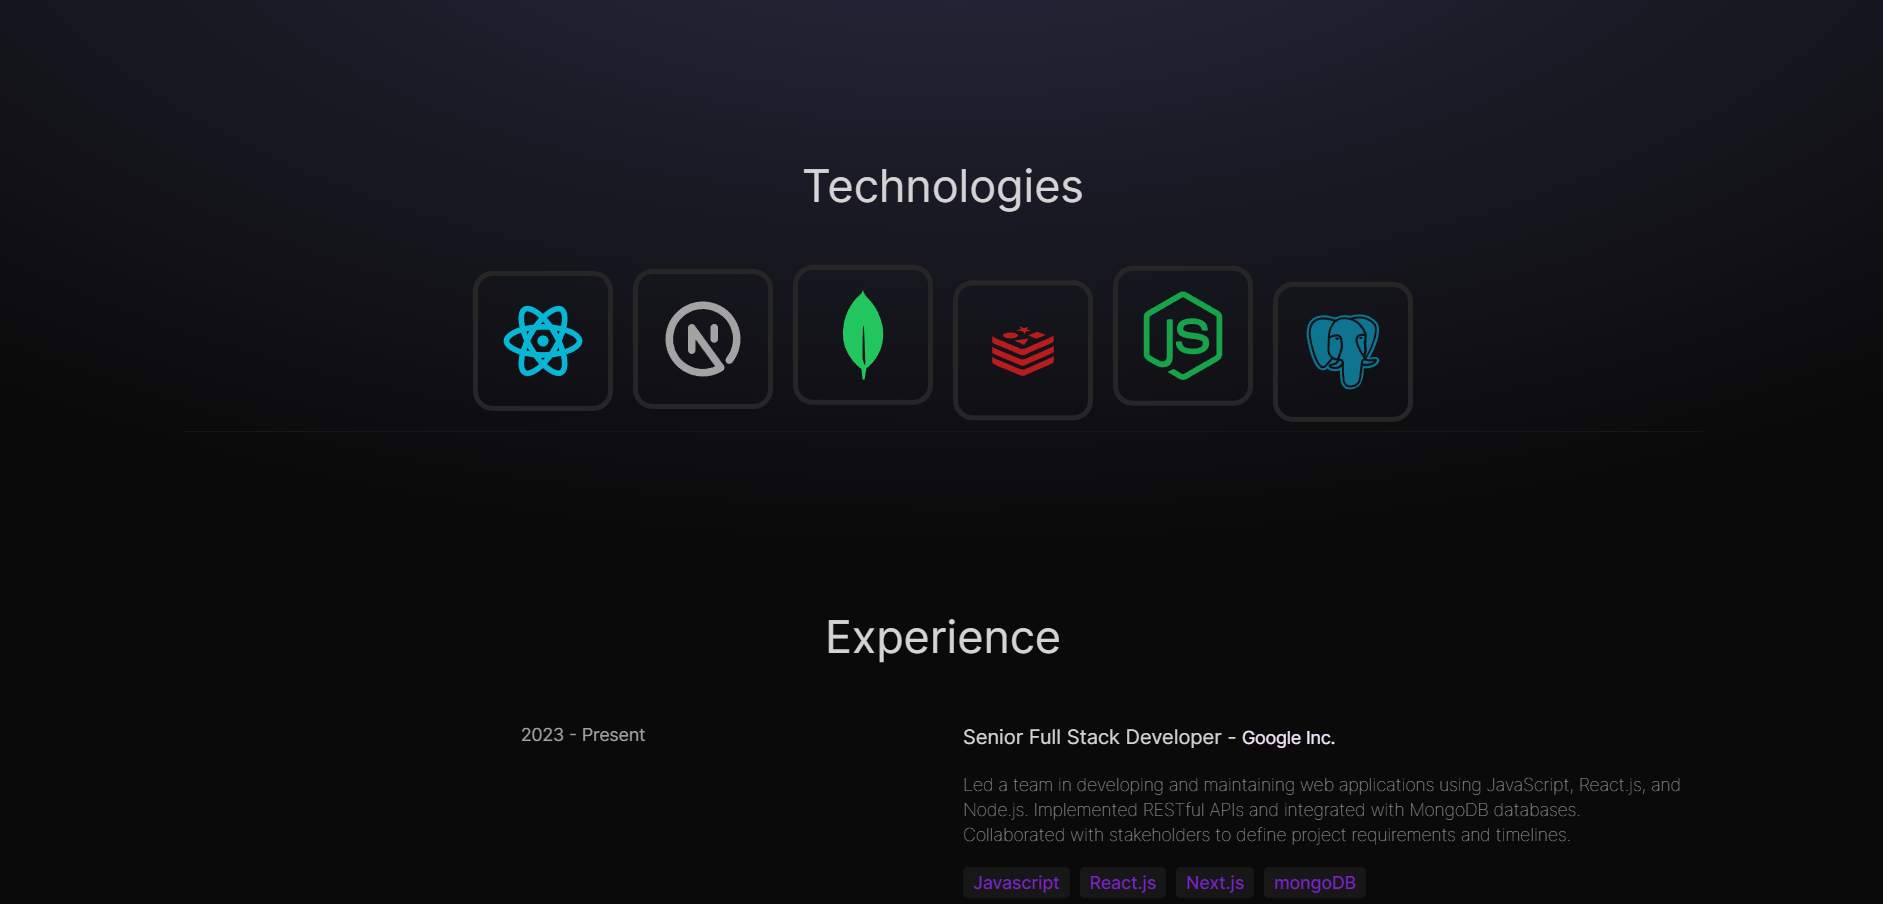 Technologies
N
JS
Experience
2023 - Present
Senior Full Stack Developer - Google Inc.
Led a team in developing and maintaining web applications using JavaScript, React.js, and
Node.js. Implemented RESTful APIs and integrated with MongoDB databases.
Collaborated with stakeholders to define project requirements and timelines.
Javascript React.js Next.js mongoDB